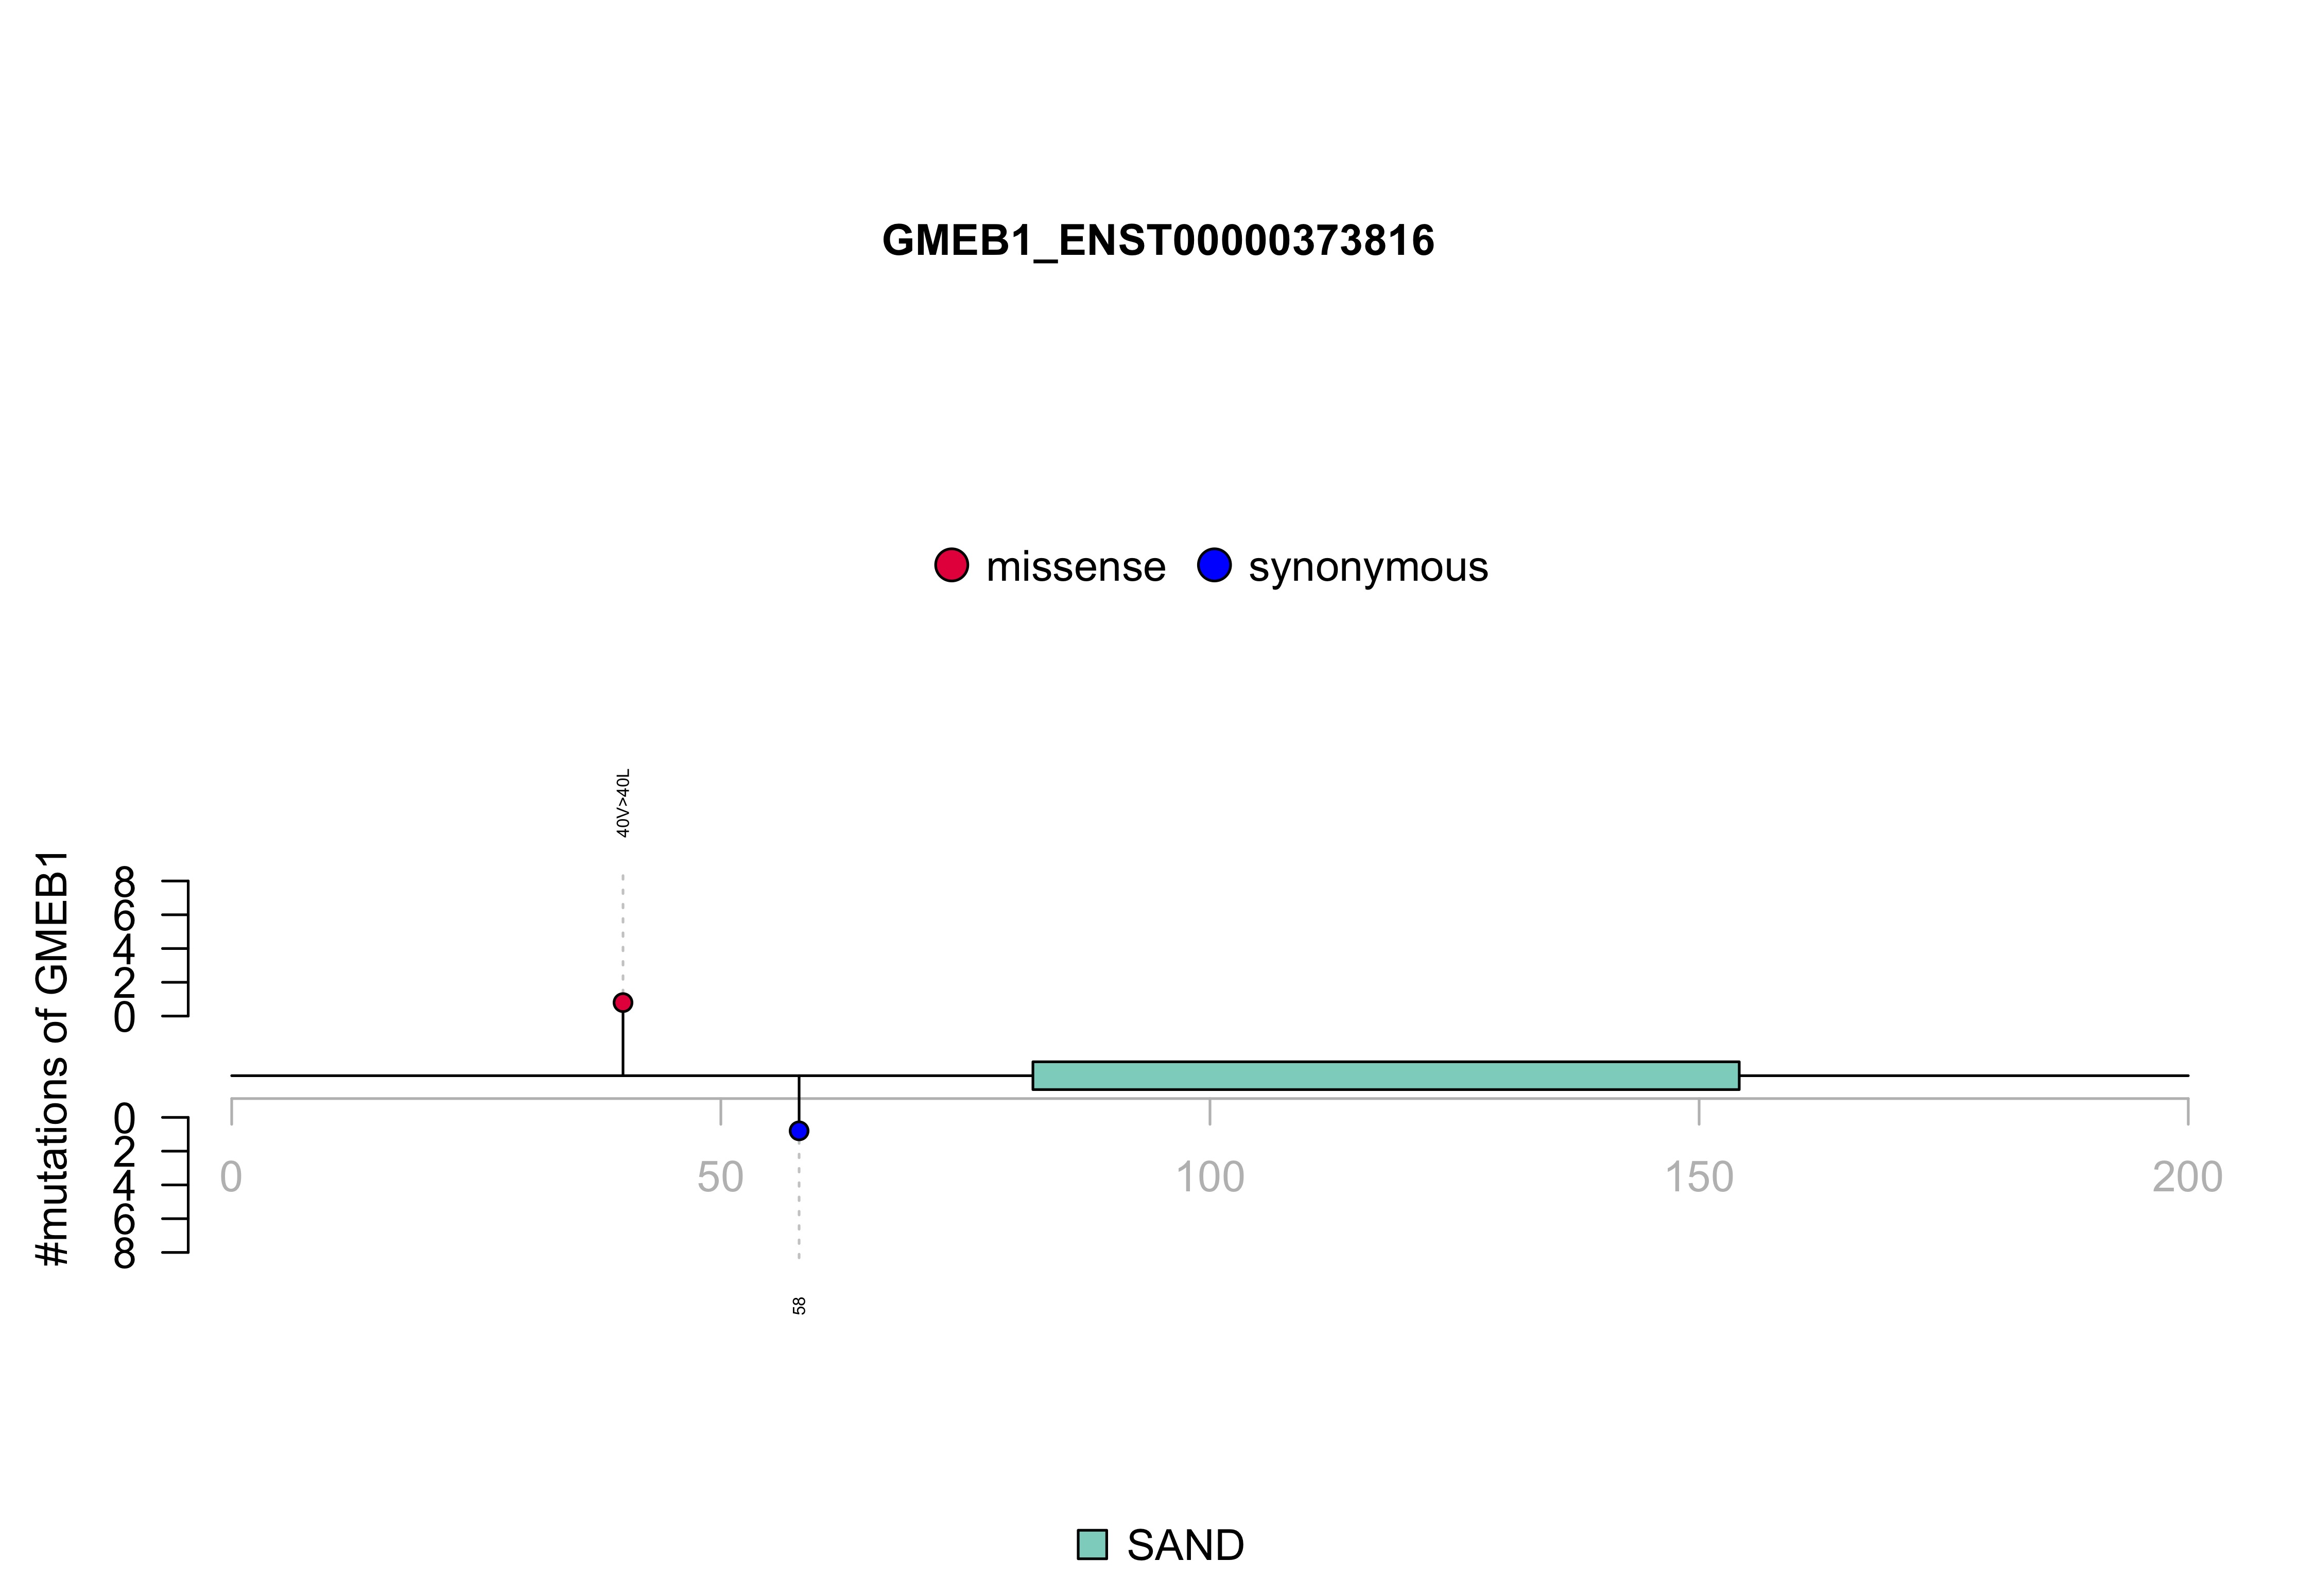 GMEB1_ENST00000373816
missense synonymous
40V>40L
#mutations of GMEB1
8
6
4
2
0
0
2
4
6
8
0 50 100 150 200
58
SAND